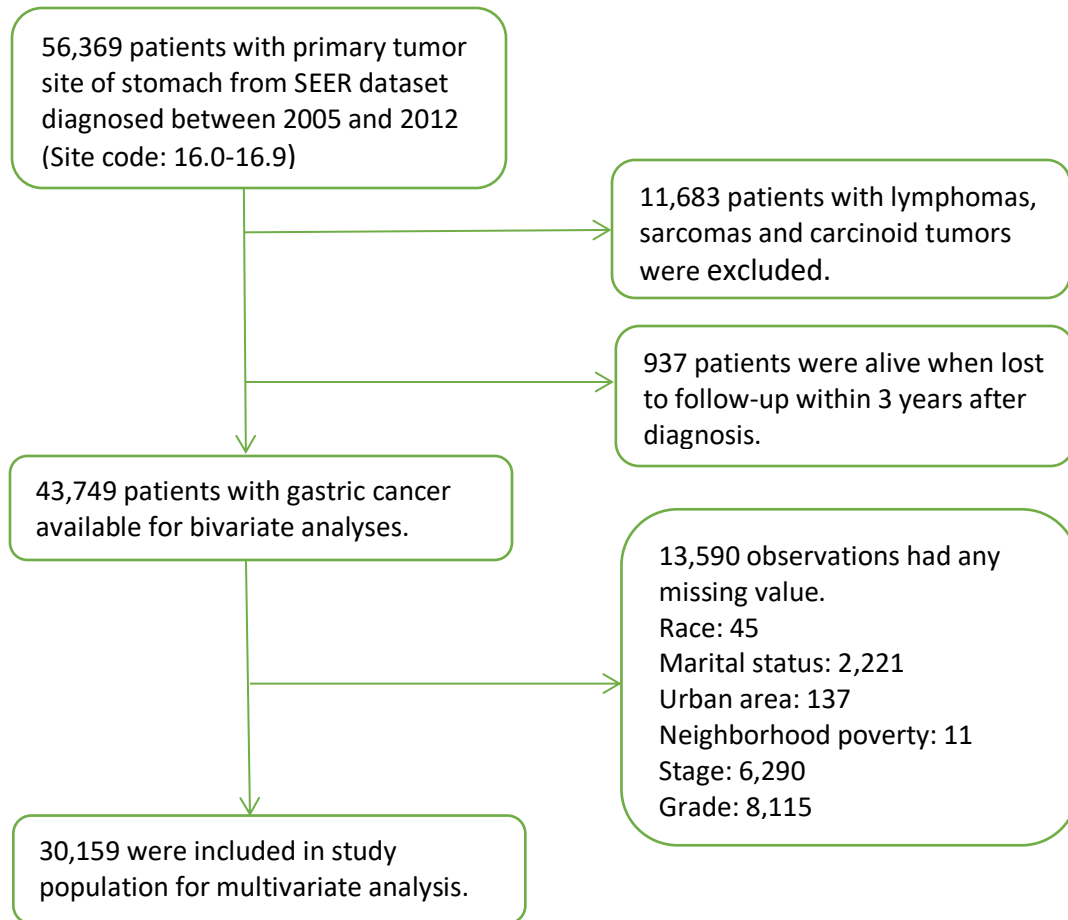 56,369 patients with primary tumor
site of stomach from SEER dataset
diagnosed between 2005 and 2012
(Site code: 16.0-16.9)
11,683 patients with lymphomas,
sarcomas and carcinoid tumors
were excluded.
937 patients were alive when lost
to follow-up within 3 years after
diagnosis.
43,749 patients with gastric cancer
available for bivariate analyses.
13,590 observations had any
missing value.
Race: 45
Marital status: 2,221
Urban area: 137
Neighborhood poverty: 11
Stage: 6,290
Grade: 8,115
30,159 were included in study
population for multivariate analysis.